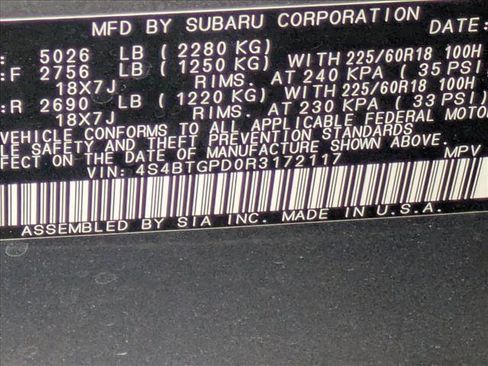 MFD BY SUBARU CORPORATION DATE:
: 5026 LB ( 2280 KG)
:F 2756 LB ( 1250 KG) WITH 225/60R18 100H
18X7J RIMS. AT 240 KPA ( 35 PSI
:R 2690 LB ( 1220 KG) WITH 225/60R18 100H
18X7J RIMS. AT 230 KPA ( 33 PSI)
VEHICLE CONFORMS TO ALL APPLICABLE FEDERAL MOTOR
LE SAFETY AND THEFT PREVENTION STANDARDS
FECT ON THE DATE OF MANUFACTURE SHOWN ABOVE.
VIN: 4S4BTGPD0R3172117 MPV
ASSEMBLED BY SIA INC. MADE IN U.S.A.